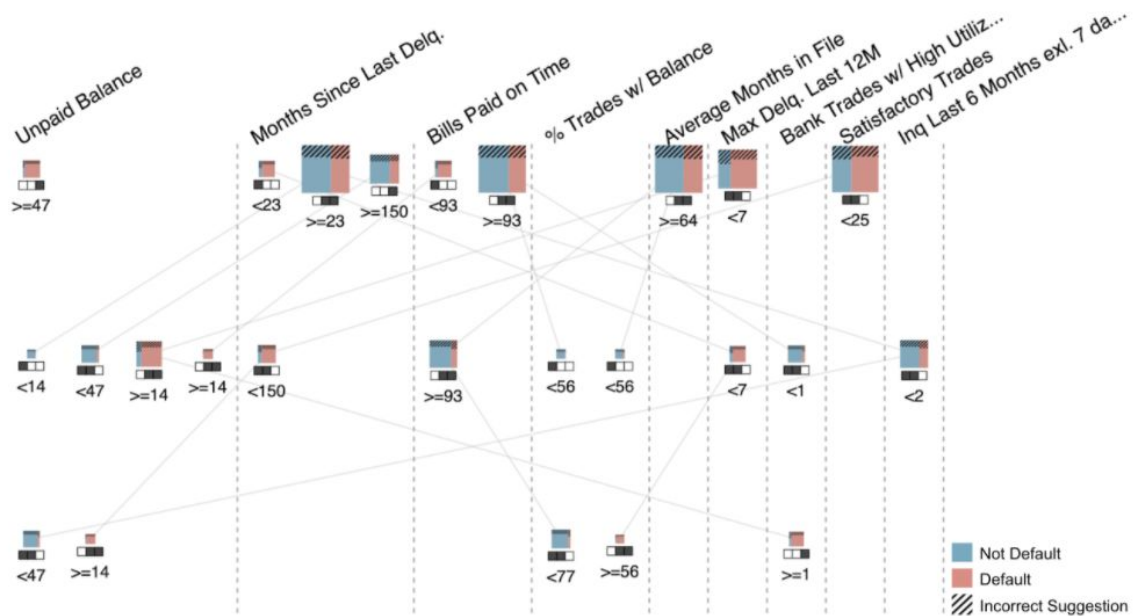 Unpaid Balance
Months Since Last Delq.
Bills Paid on Time
% Trades w/ Balance
Average Months in File
Max Delq. Last 12M
Bank Trades w/ High Utiliz...
Satisfactory Trades
Inq Last 6 Months exl. 7 da...
>=47
<23
>=23
>=150
<93
>=93
>=64
<7
<25
<14
<47
>=14
>=14
<150
>=93
<56
<56
<7
<1
<2
<47
>=14
<77
>=56
>=1
Not Default
Default
Incorrect Suggestion